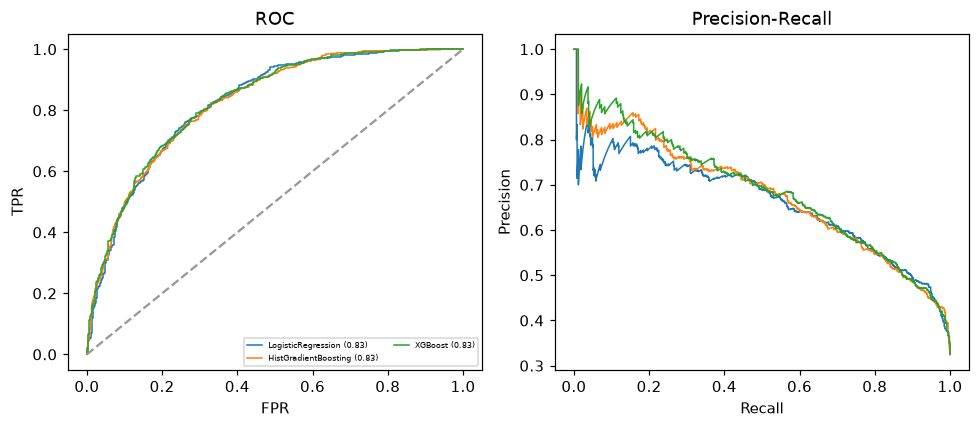 ROC
TPR
1.0
0.8
0.6
0.4
0.2
0.0
LogisticRegression (0.83)
HistGradientBoosting (0.83)
XGBoost (0.83)
0.0 0.2 0.4 0.6 0.8 1.0
FPR
Precision-Recall
Precision
1.0
0.9
0.8
0.7
0.6
0.5
0.4
0.3
0.0 0.2 0.4 0.6 0.8 1.0
Recall